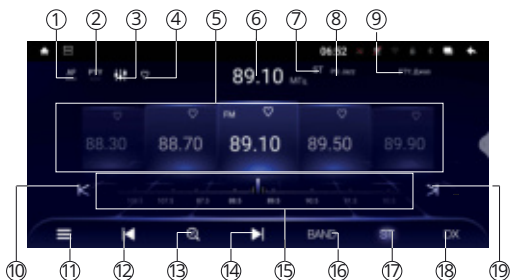 ① ② ③ ④ ⑤ ⑥ ⑦ ⑧ ⑨
06:52
AF PTY 89.10 МГц ST
FM
88.30 88.70 89.10 89.50 89.90
BAND ST DX
⑩ ⑪ ⑫ ⑬ ⑭ ⑮ ⑯ ⑰ ⑱ ⑲